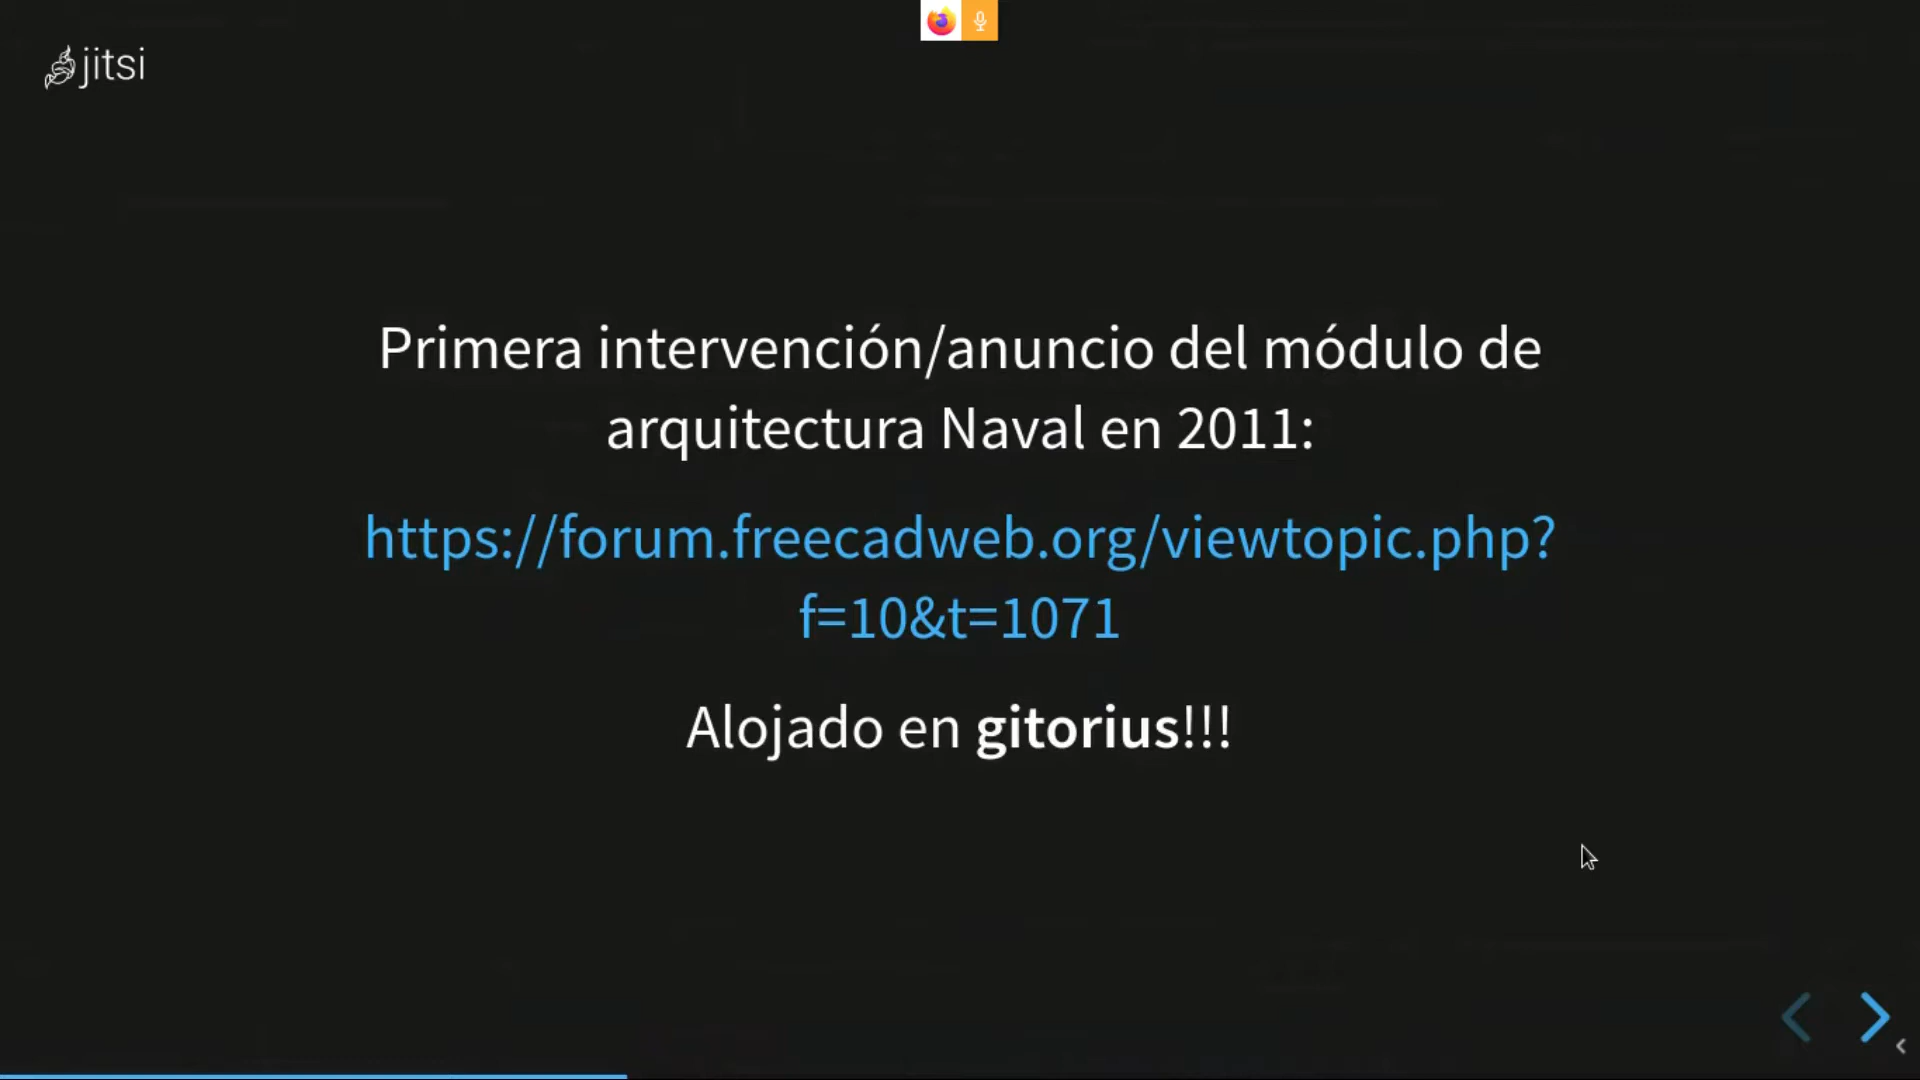 jitsi
Primera intervención/anuncio del módulo de
arquitectura Naval en 2011:
https://forum.freecadweb.org/viewtopic.php?
f=10&t=1071
Alojado en gitorius!!!